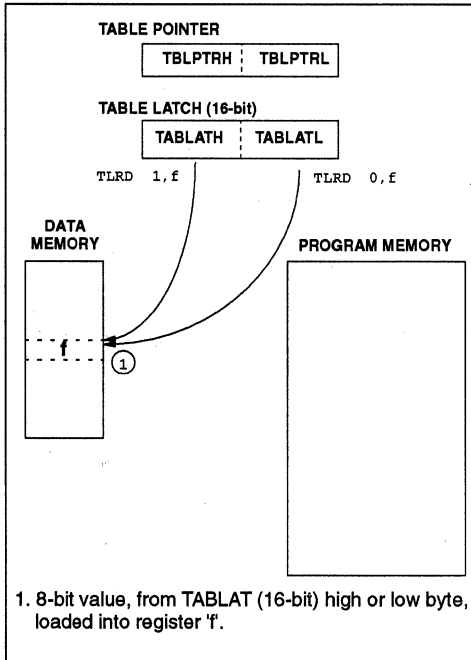 TABLE POINTER
TBLPTRH TBLPTRL
TABLE LATCH (16-bit)
TABLATH TABLATL
TLRD 1,f TLRD 0,f
DATA
MEMORY
PROGRAM MEMORY
f
1
1. 8-bit value, from TABLAT (16-bit) high or low byte,
loaded into register 'f'.